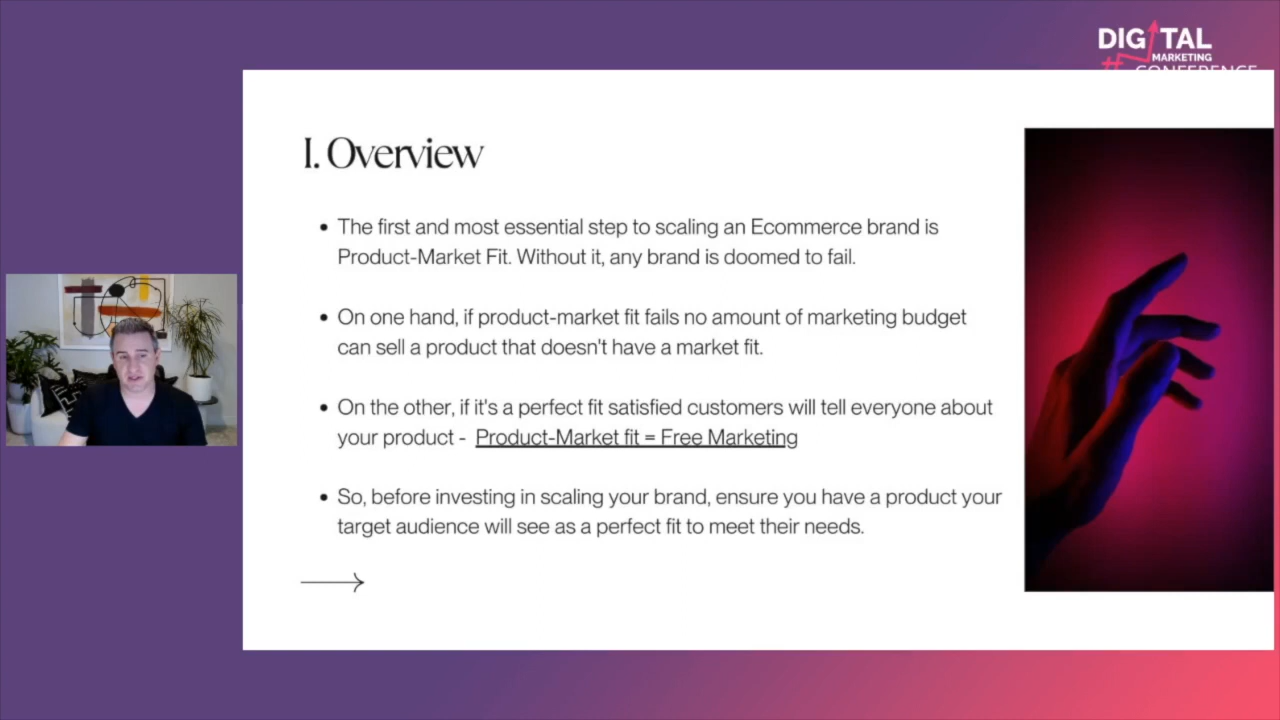 DIGITAL
MARKETING
CONFERENCE
I. Overview
• The first and most essential step to scaling an Ecommerce brand is
Product-Market Fit. Without it, any brand is doomed to fail.
• On one hand, if product-market fit fails no amount of marketing budget
can sell a product that doesn't have a market fit.
• On the other, if it's a perfect fit satisfied customers will tell everyone about
your product - Product-Market fit = Free Marketing
• So, before investing in scaling your brand, ensure you have a product your
target audience will see as a perfect fit to meet their needs.